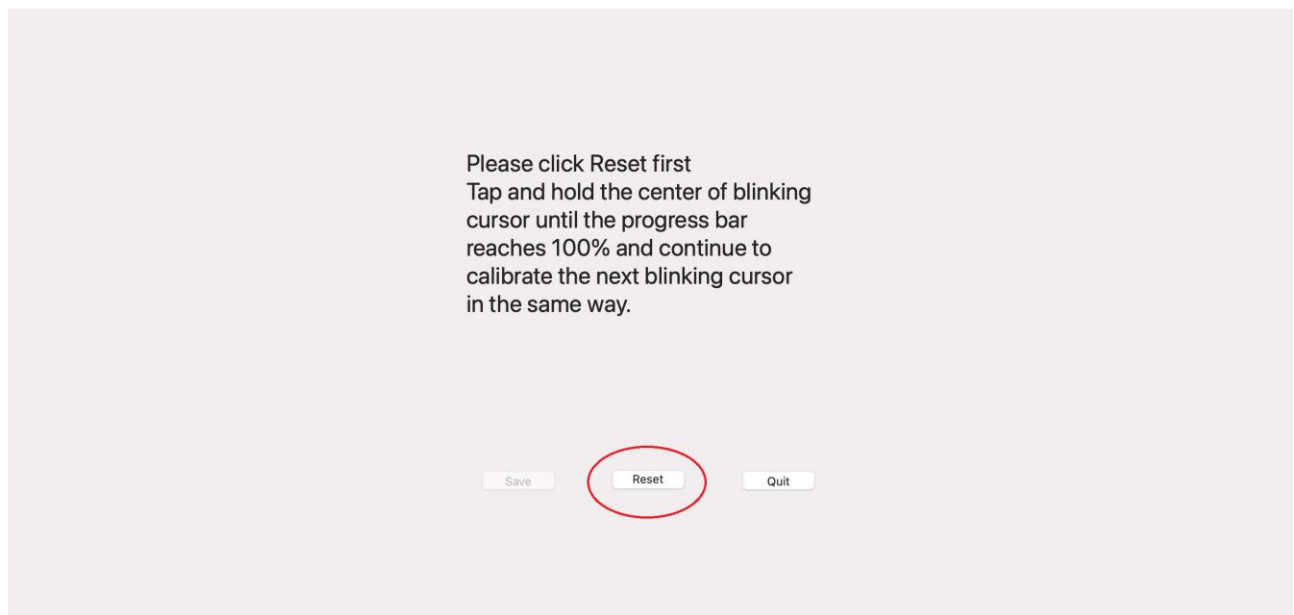 Please click Reset first
Tap and hold the center of blinking
cursor until the progress bar
reaches 100% and continue to
calibrate the next blinking cursor
in the same way.
Save Reset Quit